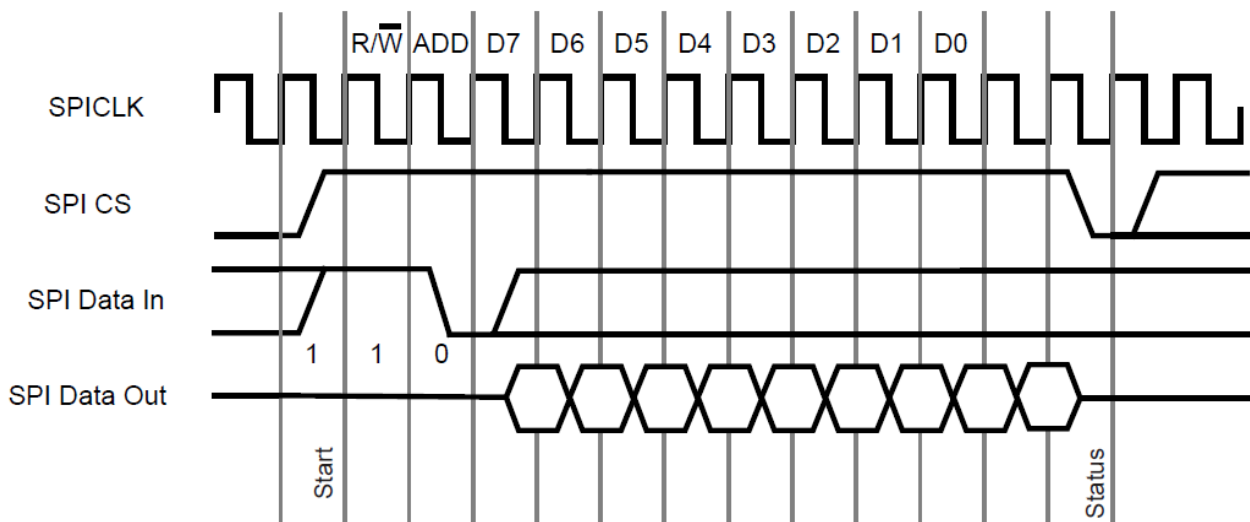 R/W̅ ADD D7 D6 D5 D4 D3 D2 D1 D0
SPICLK
SPI CS
SPI Data In
1 1 0
SPI Data Out
Start
Status